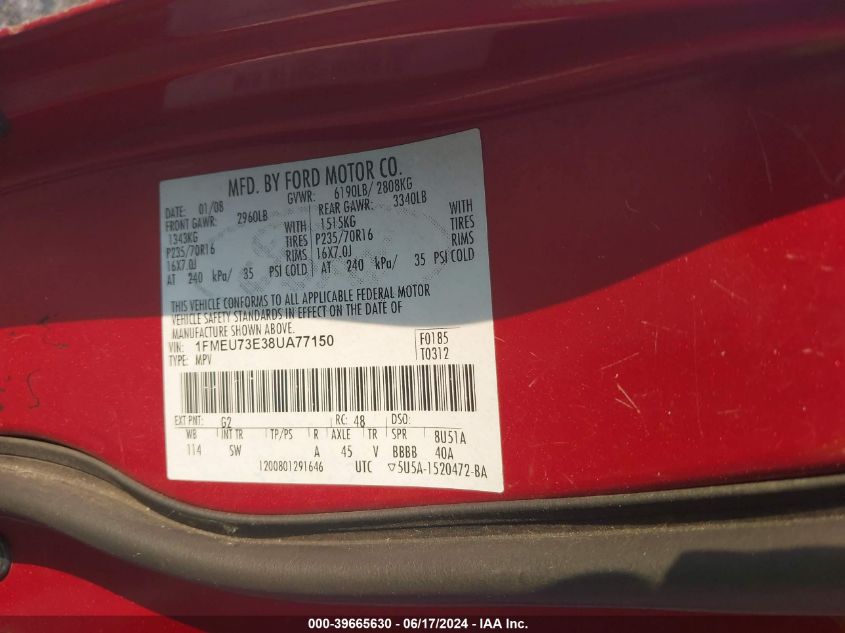 MFD. BY FORD MOTOR CO.
DATE: 01/08 GVWR: 6190LB/ 2808KG
FRONT GAWR: 2960LB REAR GAWR: 3340LB
1343KG WITH 1515KG WITH
P235/70R16 TIRES P235/70R16 TIRES
16X7.0J RIMS 16X7.0J RIMS
AT 240 kPa/ 35 PSI COLD AT 240 kPa/ 35 PSI COLD
THIS VEHICLE CONFORMS TO ALL APPLICABLE FEDERAL MOTOR
VEHICLE SAFETY STANDARDS IN EFFECT ON THE DATE OF
MANUFACTURE SHOWN ABOVE.
VIN: 1FMEU73E38UA77150 F0185
TYPE: MPV T0312
EXT PNT: G2 RC: 48 DSO:
WB INT TR TP/PS R AXLE TR SPR 8U51A
114 SW A 45 V BBBB 40A
1200801291646 UTC ▽5U5A-1520472-BA
000-39665630 - 06/17/2024 - IAA Inc.